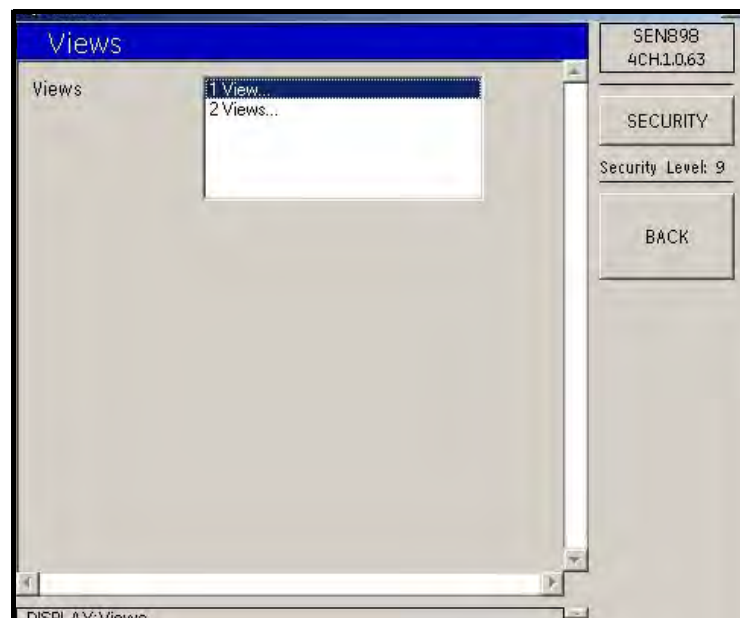 Views
SEN898
4CH.1.0.63
Views
1 View...
2 Views...
SECURITY
Security Level: 9
BACK
DISPLAY:Views